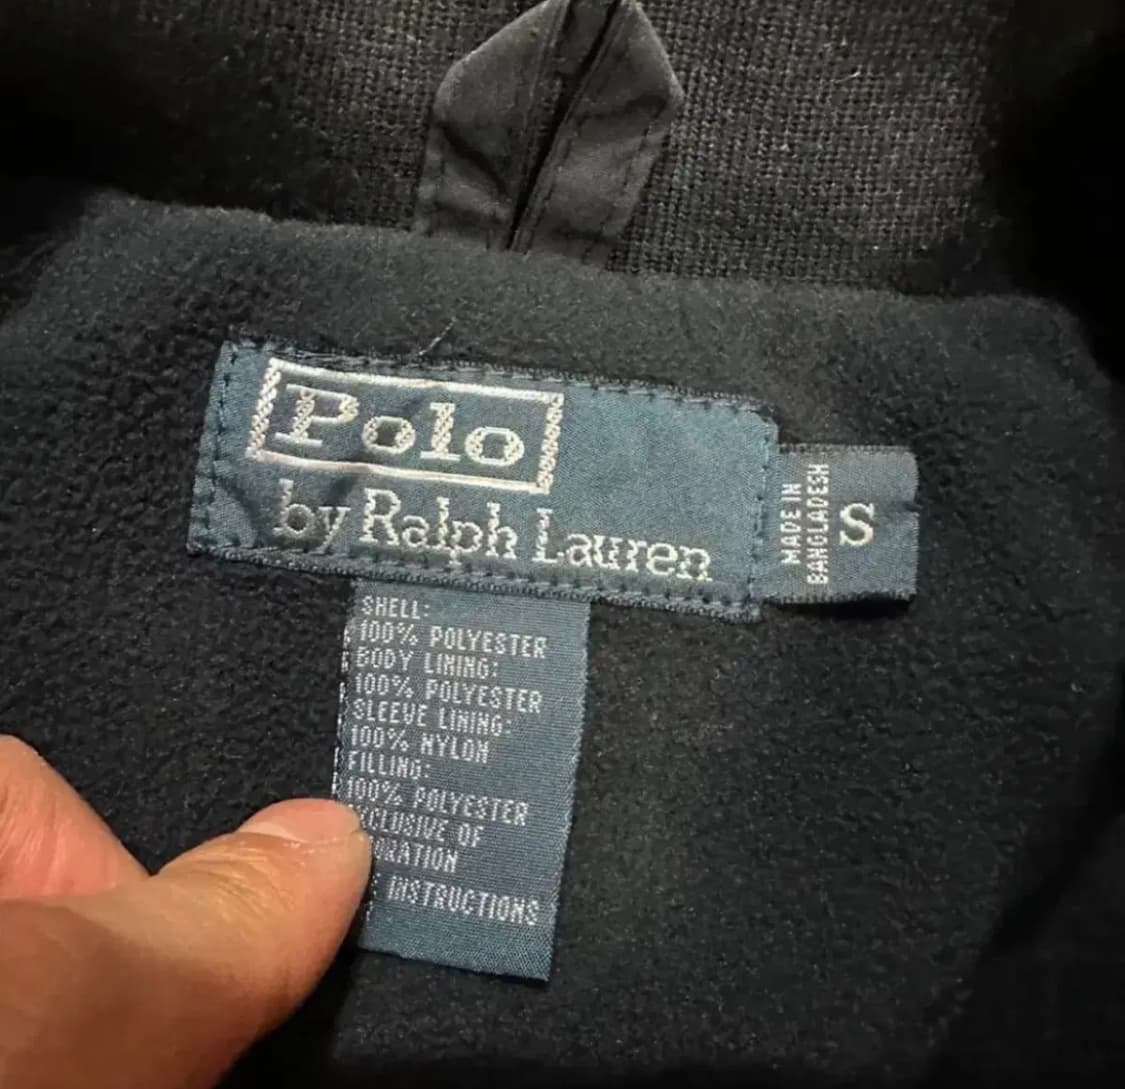 Polo
by Ralph Lauren
MADE IN
BANGLADESH
S
SHELL:
100% POLYESTER
BODY LINING:
100% POLYESTER
SLEEVE LINING:
100% NYLON
FILLING:
100% POLYESTER
OF
INSTRUCTIONS